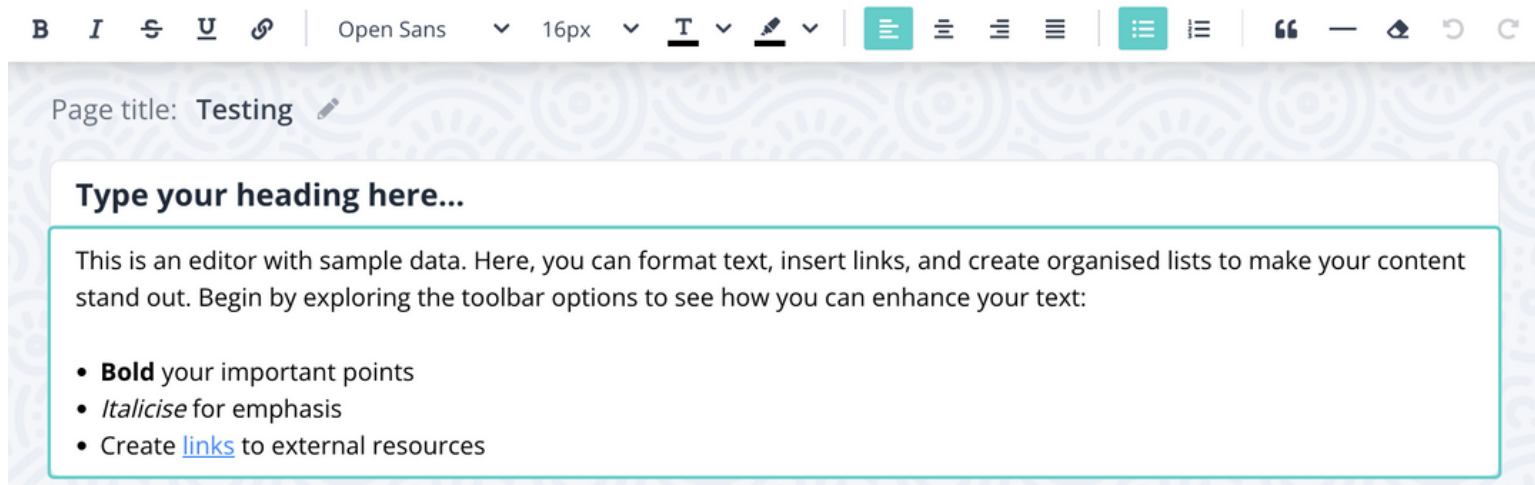 Open Sans 16px
Page title: Testing
Type your heading here...
This is an editor with sample data. Here, you can format text, insert links, and create organised lists to make your content
stand out. Begin by exploring the toolbar options to see how you can enhance your text:
• Bold your important points
• Italicise for emphasis
• Create links to external resources